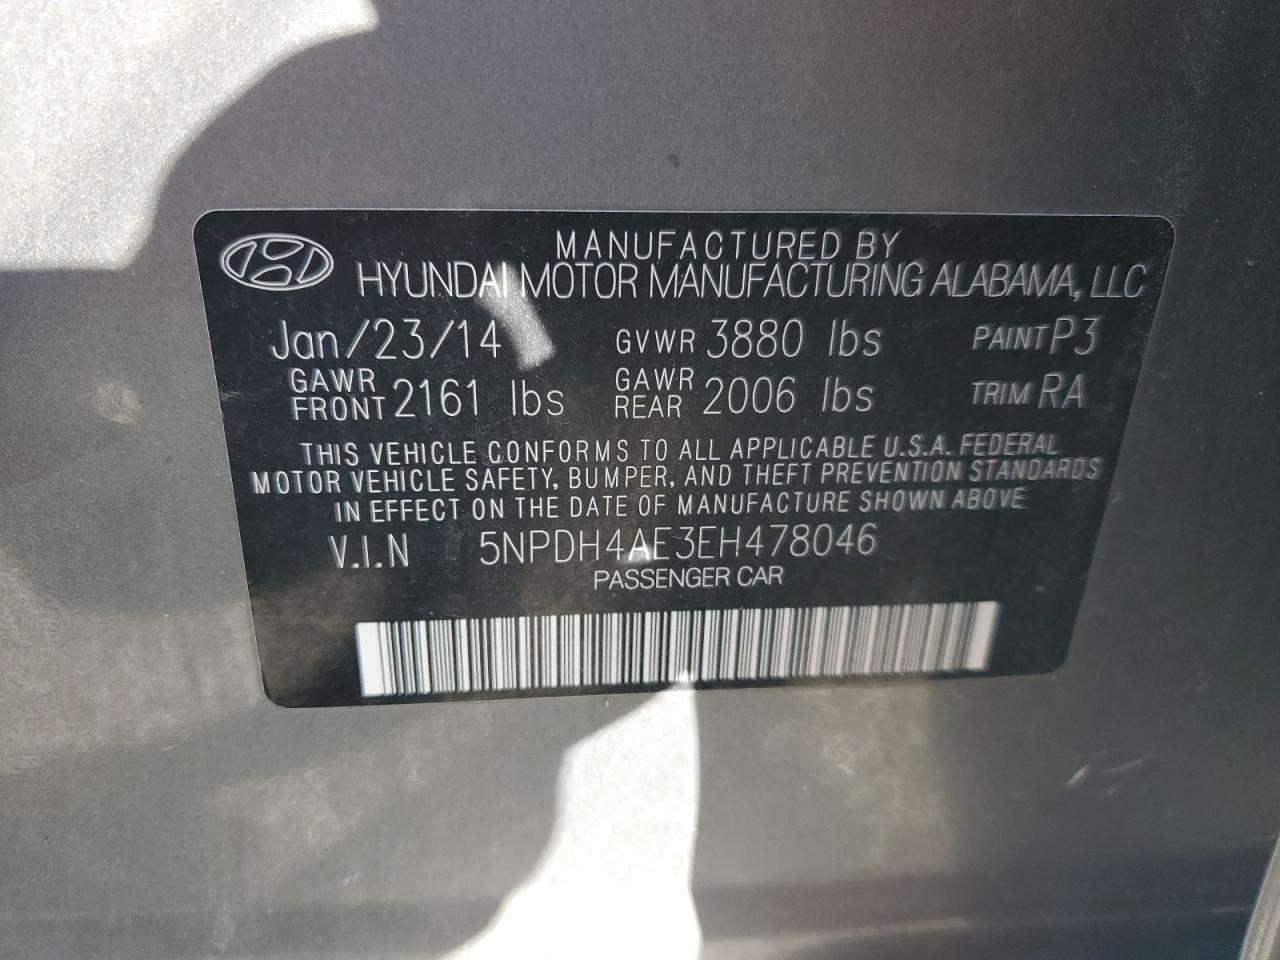 MANUFACTURED BY
HYUNDAI MOTOR MANUFACTURING ALABAMA, LLC
Jan/23/14 GVWR 3880 lbs PAINT P3
GAWR FRONT 2161 lbs GAWR REAR 2006 lbs TRIM RA
THIS VEHICLE CONFORMS TO ALL APPLICABLE U.S.A. FEDERAL
MOTOR VEHICLE SAFETY, BUMPER, AND THEFT PREVENTION STANDARDS
IN EFFECT ON THE DATE OF MANUFACTURE SHOWN ABOVE
V.I.N 5NPDH4AE3EH478046
PASSENGER CAR